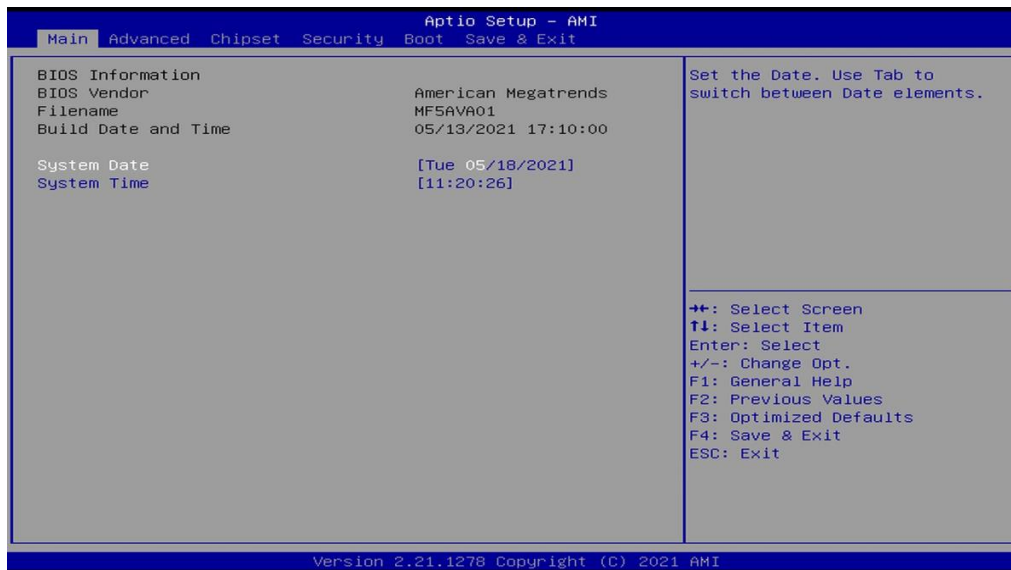 Aptio Setup – AMI
Main Advanced Chipset Security Boot Save & Exit
BIOS Information
BIOS Vendor American Megatrends
Filename MF5AVA01
Build Date and Time 05/13/2021 17:10:00
System Date [Tue 05/18/2021]
System Time [11:20:26]
Set the Date. Use Tab to
switch between Date elements.
→←: Select Screen
↑↓: Select Item
Enter: Select
+/-: Change Opt.
F1: General Help
F2: Previous Values
F3: Optimized Defaults
F4: Save & Exit
ESC: Exit
Version 2.21.1278 Copyright (C) 2021 AMI